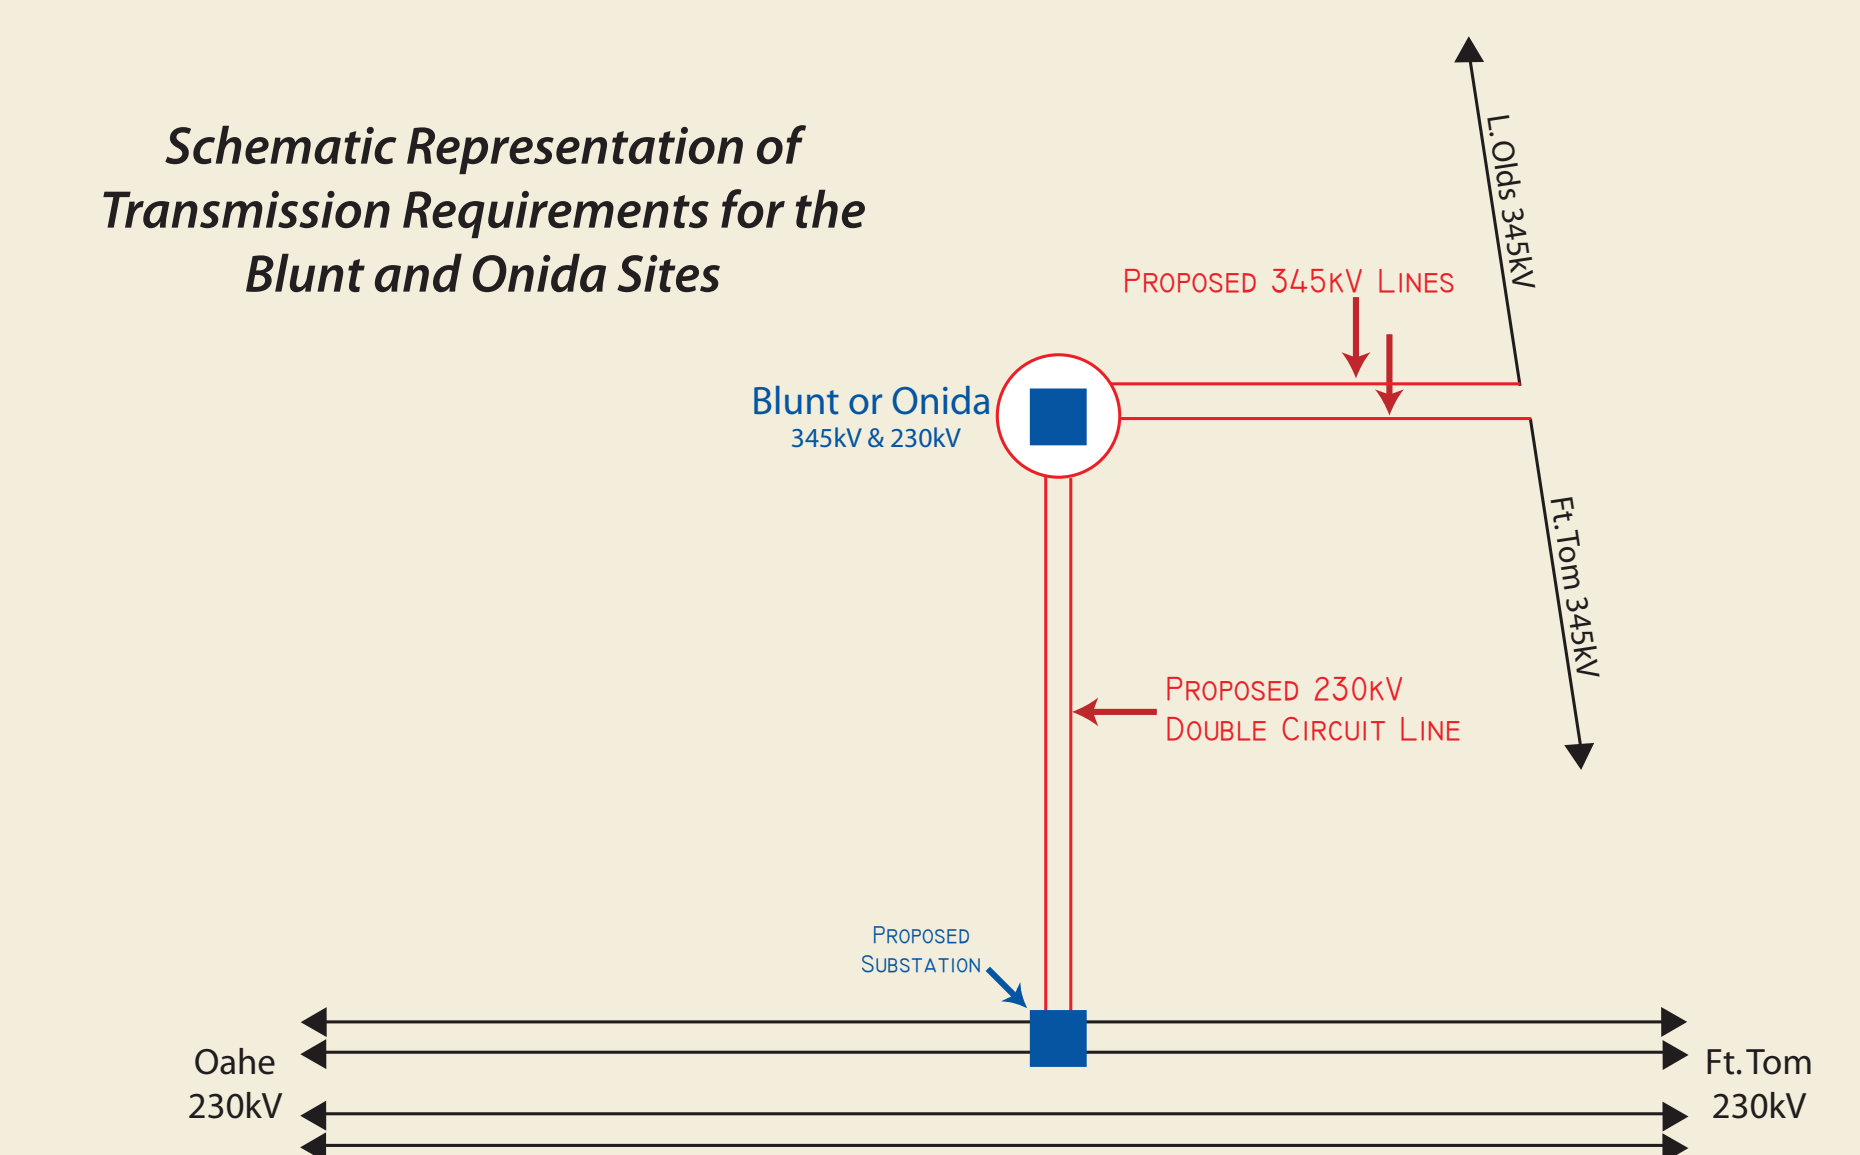 Schematic Representation of
Transmission Requirements for the
Blunt and Onida Sites
L. Olds 345kV
PROPOSED 345KV LINES
Blunt or Onida
345kV & 230kV
Ft. Tom 345kV
PROPOSED 230KV
DOUBLE CIRCUIT LINE
PROPOSED
SUBSTATION
Oahe
230kV
Ft. Tom
230kV